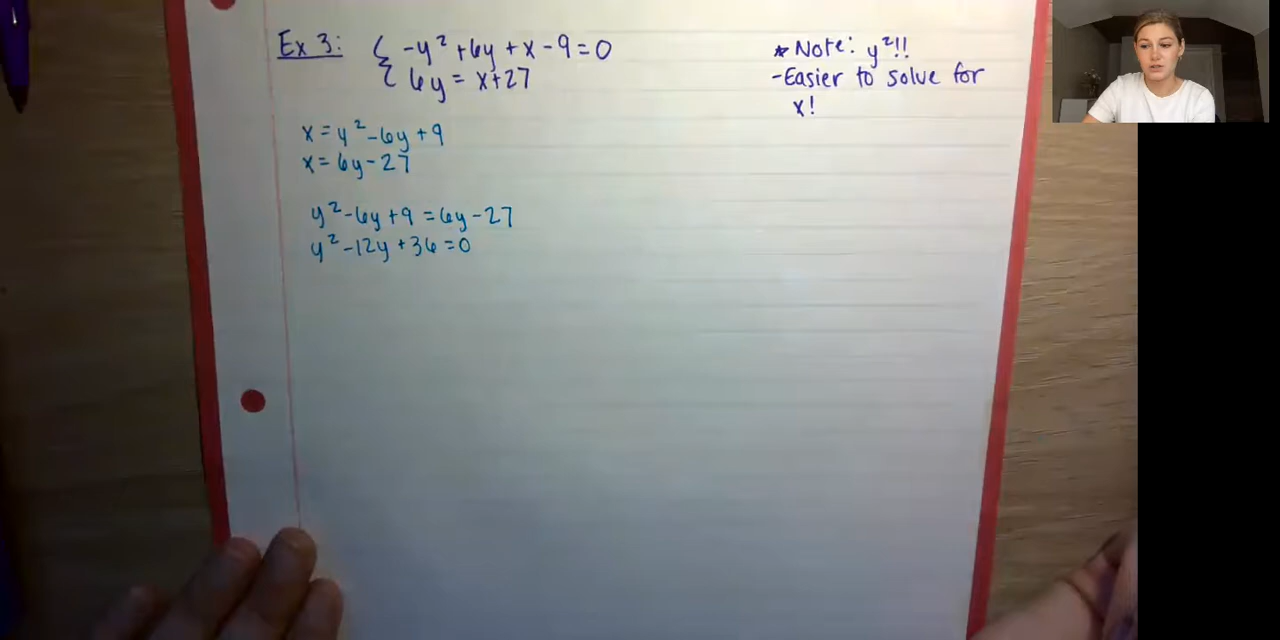 Ex 3: { -y² + 6y + x - 9 = 0
6y = x + 27
* Note: y²!!
- Easier to solve for
x!
x = y² - 6y + 9
x = 6y - 27
y² - 6y + 9 = 6y - 27
y² - 12y + 36 = 0